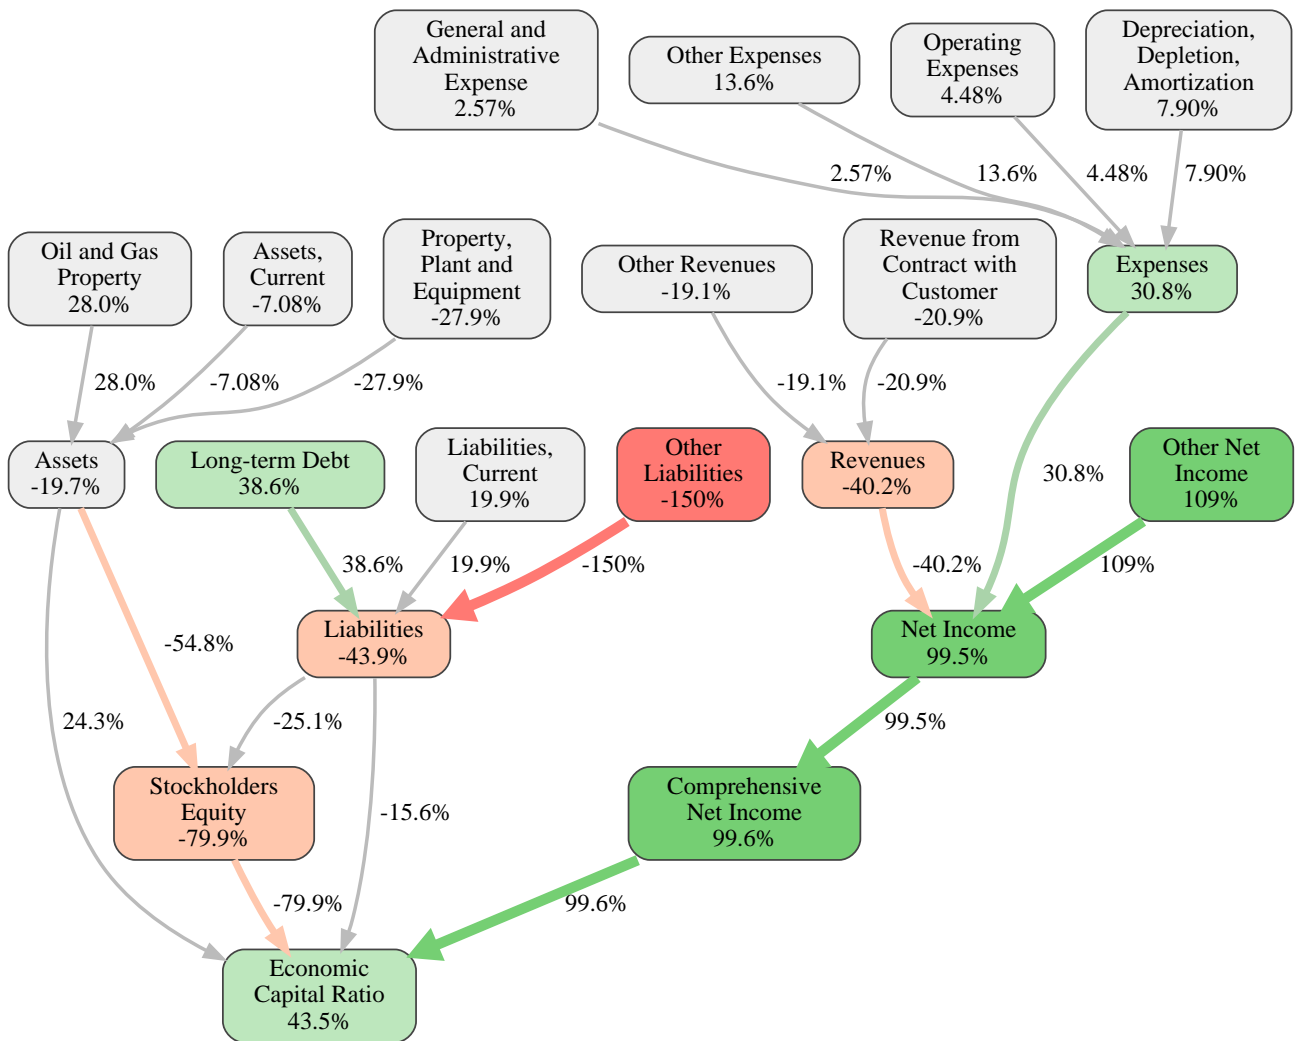 General and
Administrative
Expense
2.57%
Other Expenses
13.6%
Operating
Expenses
4.48%
Depreciation,
Depletion,
Amortization
7.90%
2.57%
13.6%
4.48%
7.90%
Oil and Gas
Property
28.0%
Assets,
Current
-7.08%
Property,
Plant and
Equipment
-27.9%
Other Revenues
-19.1%
Revenue from
Contract with
Customer
-20.9%
Expenses
30.8%
28.0%
-7.08%
-27.9%
-19.1%
-20.9%
Assets
-19.7%
Long-term Debt
38.6%
Liabilities,
Current
19.9%
Other
Liabilities
-150%
Revenues
-40.2%
30.8%
Other Net
Income
109%
38.6%
19.9%
-150%
-40.2%
109%
Liabilities
-43.9%
Net Income
99.5%
-54.8%
24.3%
-25.1%
99.5%
Stockholders
Equity
-79.9%
-15.6%
Comprehensive
Net Income
99.6%
-79.9%
99.6%
Economic
Capital Ratio
43.5%